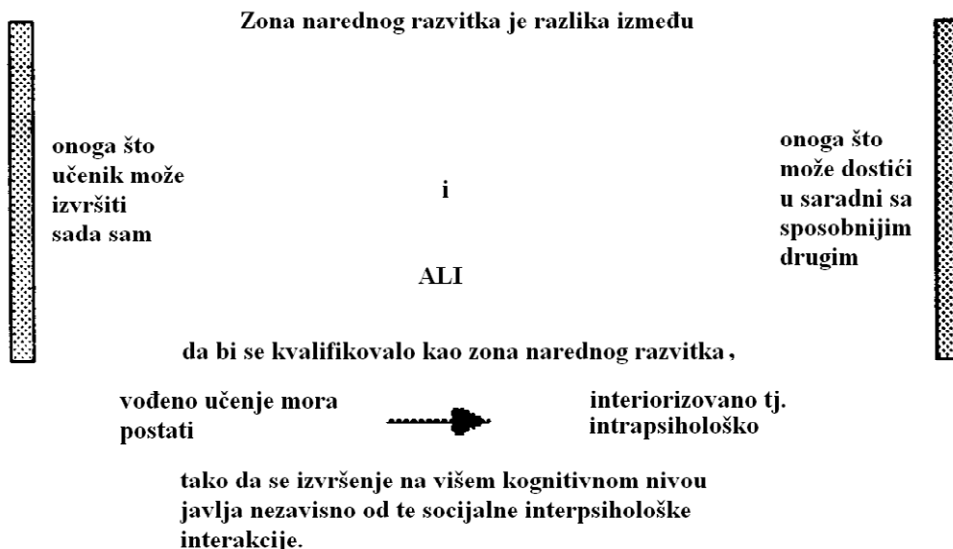 Zona narednog razvitka je razlika između
onoga što
učenik može
izvršiti
sada sam
i
onoga što
može dostići
u saradni sa
sposobnijim
drugim
ALI
da bi se kvalifikovalo kao zona narednog razvitka,
vođeno učenje mora
postati
interiorizovano tj.
intrapsihološko
tako da se izvršenje na višem kognitivnom nivou
javlja nezavisno od te socijalne interpsihološke
interakcije.